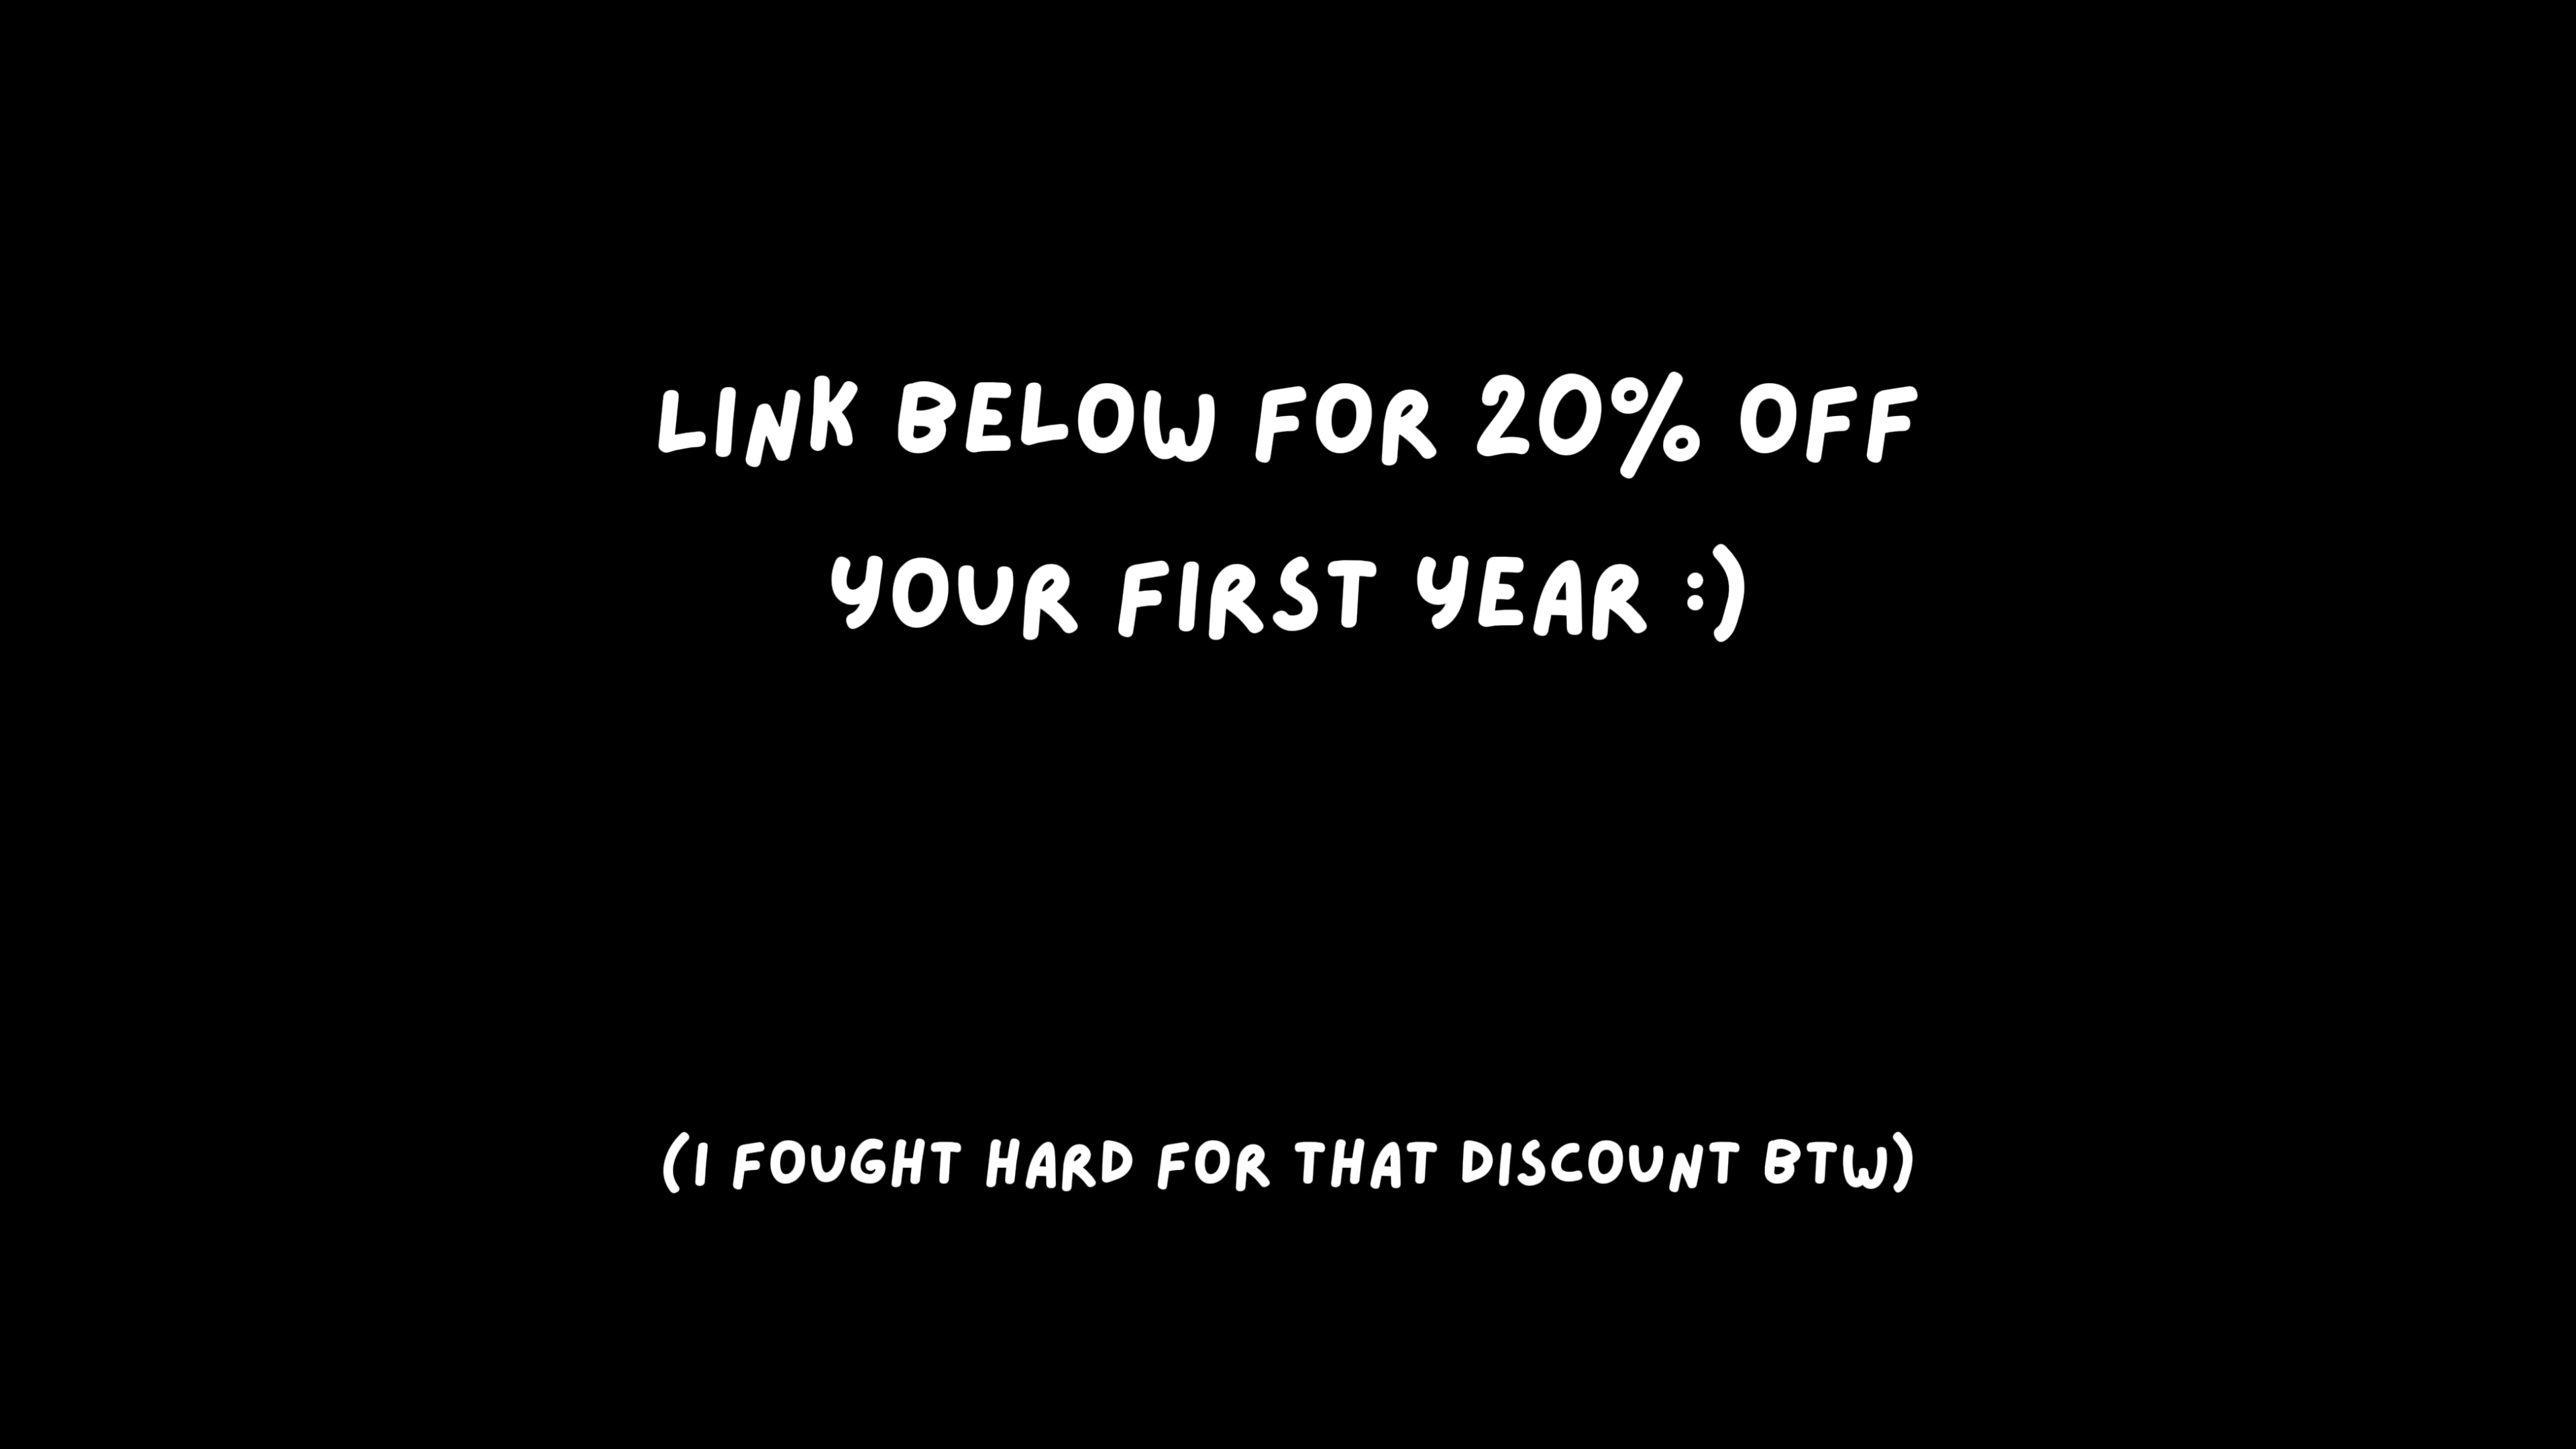 LINK BELOW FOR 20% OFF
YOUR FIRST YEAR :)
(I FOUGHT HARD FOR THAT DISCOUNT BTW)